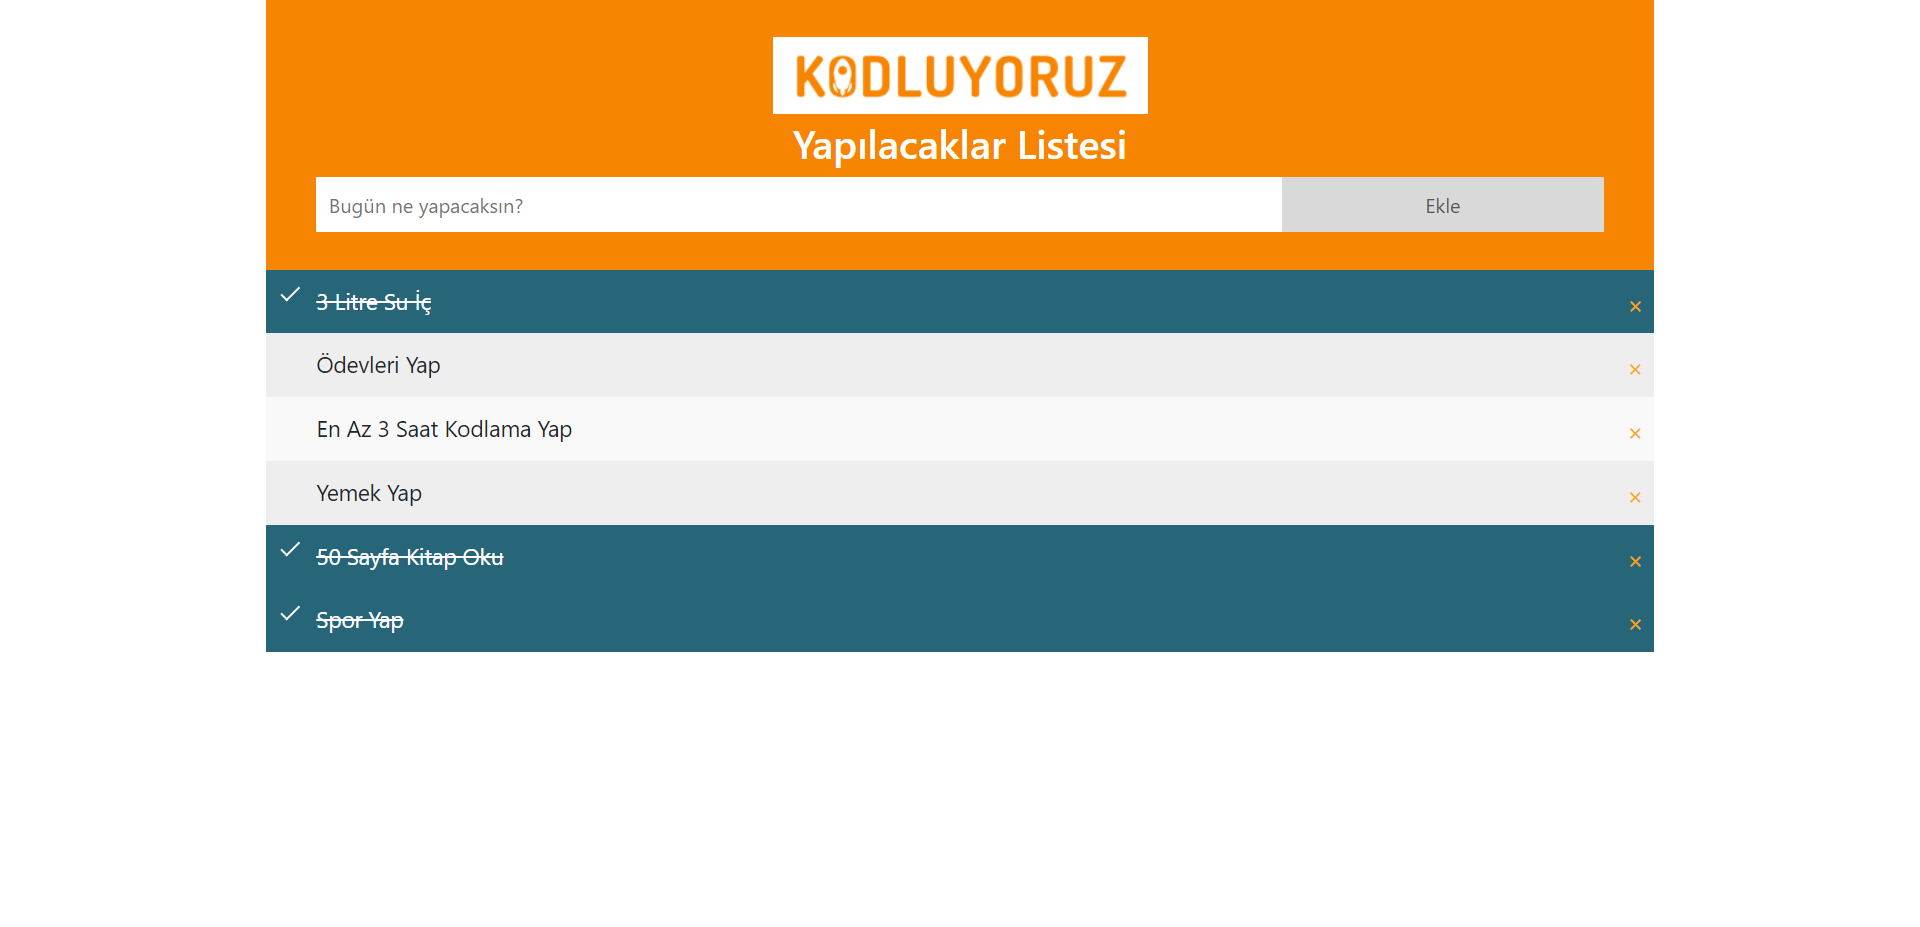 KODLUYORUZ
Yapılacaklar Listesi
Bugün ne yapacaksın?
Ekle
3 Litre Su İç
Ödevleri Yap
En Az 3 Saat Kodlama Yap
Yemek Yap
50 Sayfa Kitap Oku
Spor Yap